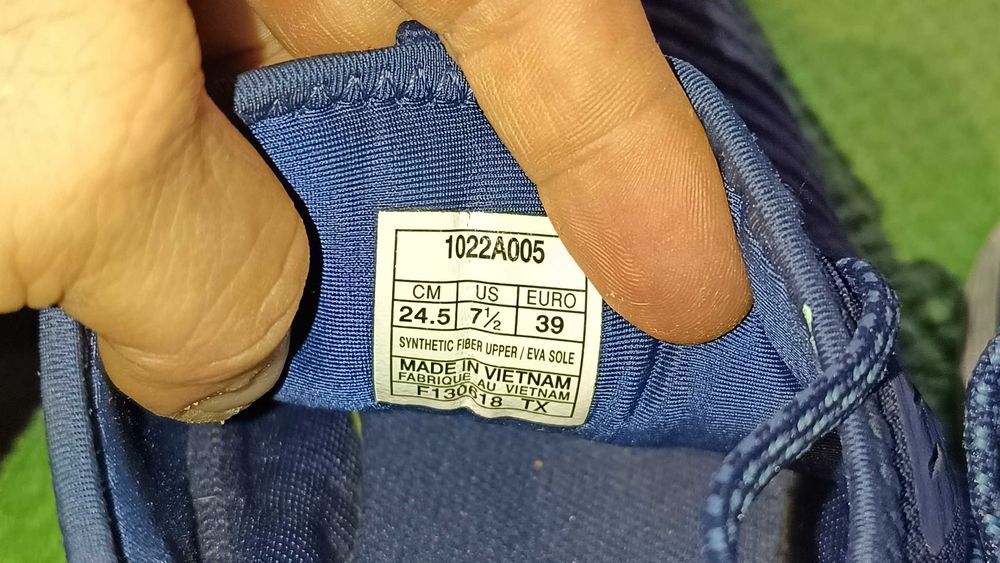 1022A005
CM US EURO
24.5 7½ 39
SYNTHETIC FIBER UPPER / EVA SOLE
MADE IN VIETNAM
FABRIQUE AU VIETNAM
F130618 TX